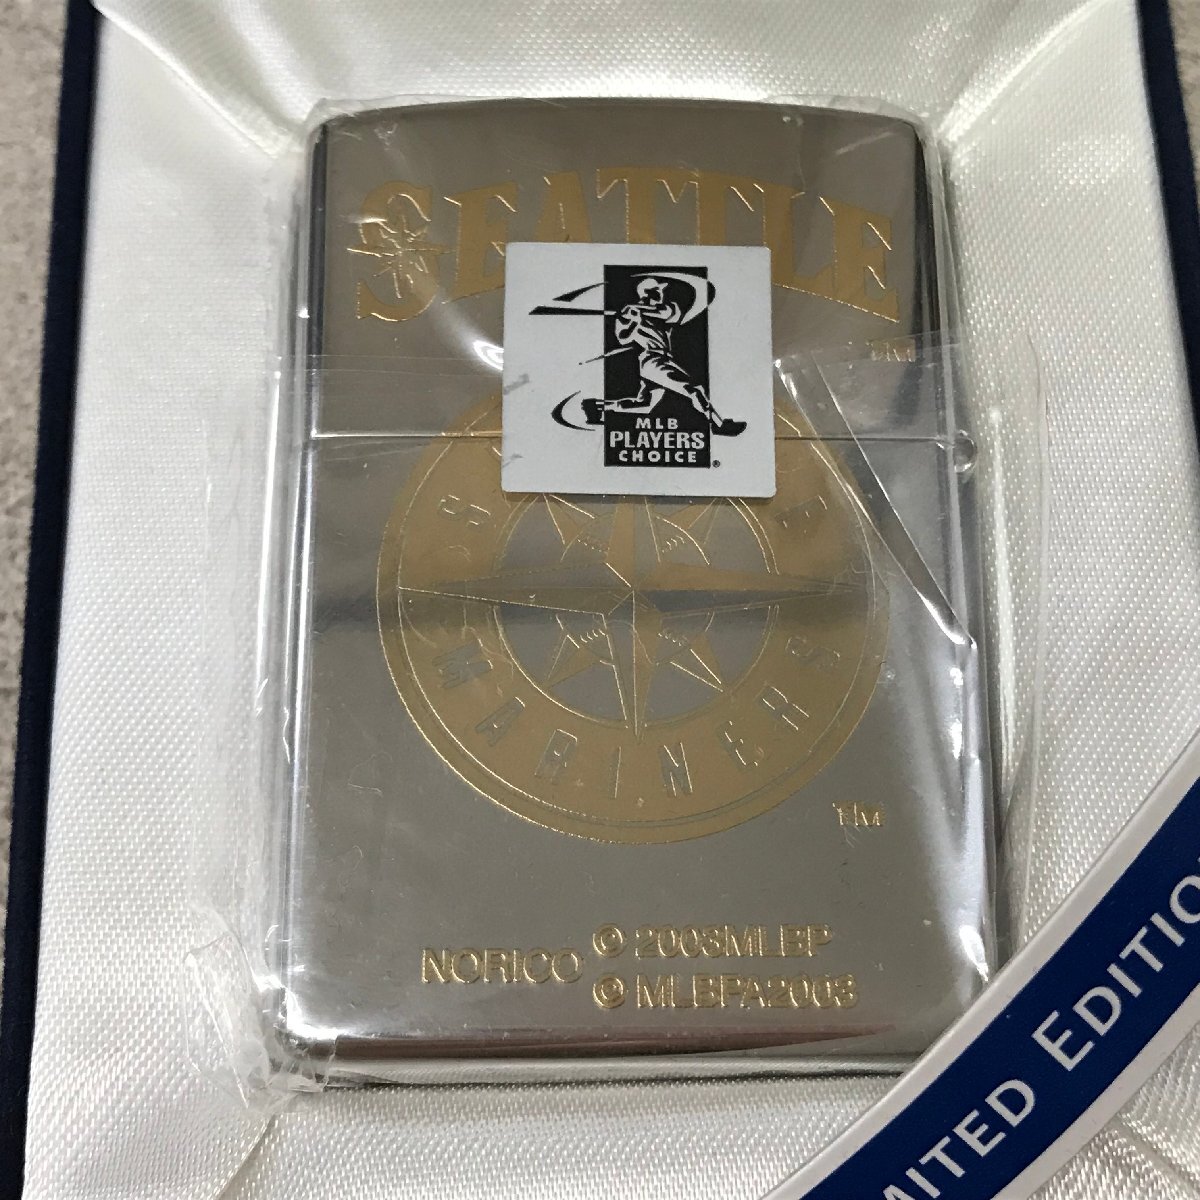 SEATTLE
TM
MLB
PLAYERS
CHOICE
®
MARINERS
TM
NORICO © 2003MLBP
© MLBPA2003
LIMITED EDITION